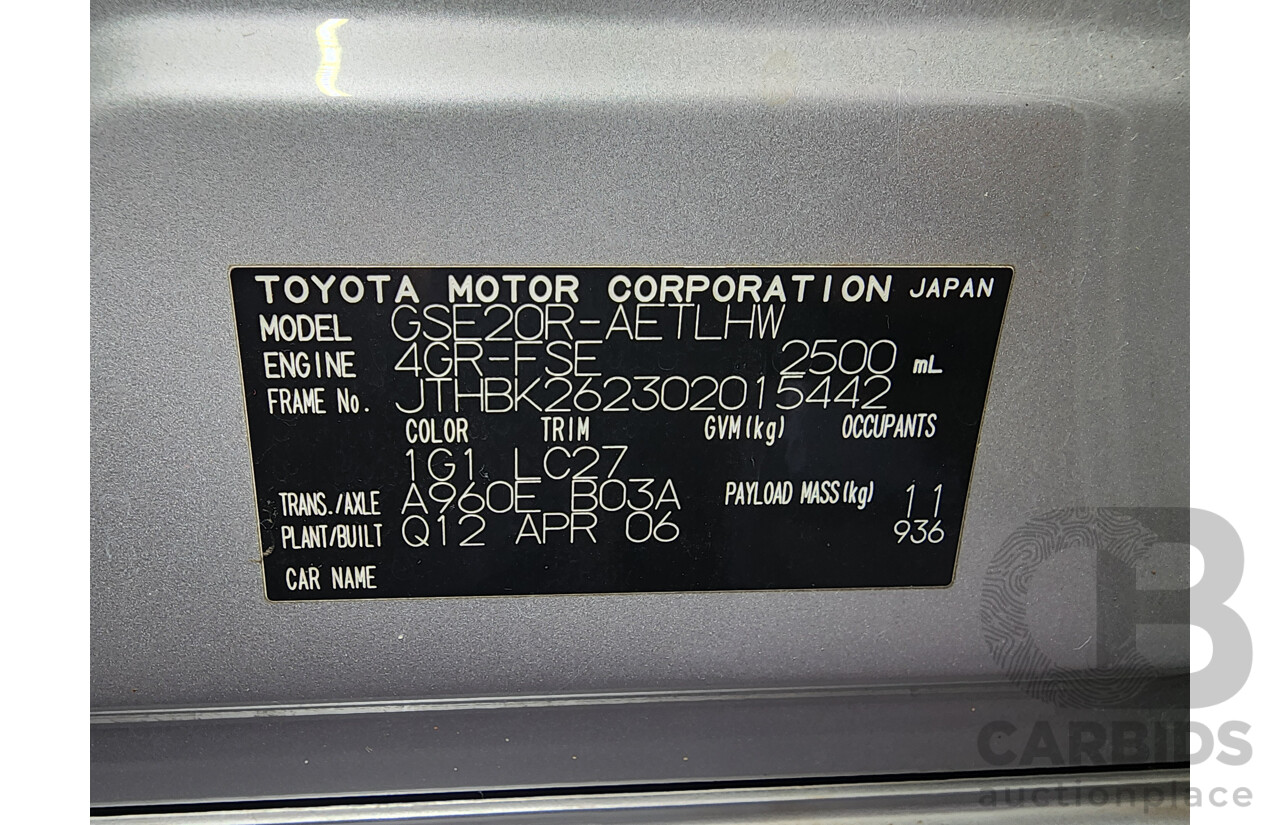 TOYOTA MOTOR CORPORATION JAPAN
MODEL GSE20R-AETLHW
ENGINE 4GR-FSE 2500 mL
FRAME No. JTHBK262302015442
COLOR TRIM GVM(kg) OCCUPANTS
1G1 LC27
TRANS./AXLE A960E B03A PAYLOAD MASS(kg) 11
PLANT/BUILT Q12 APR 06 936
CAR NAME
CB
CARBIDS
auctionplace